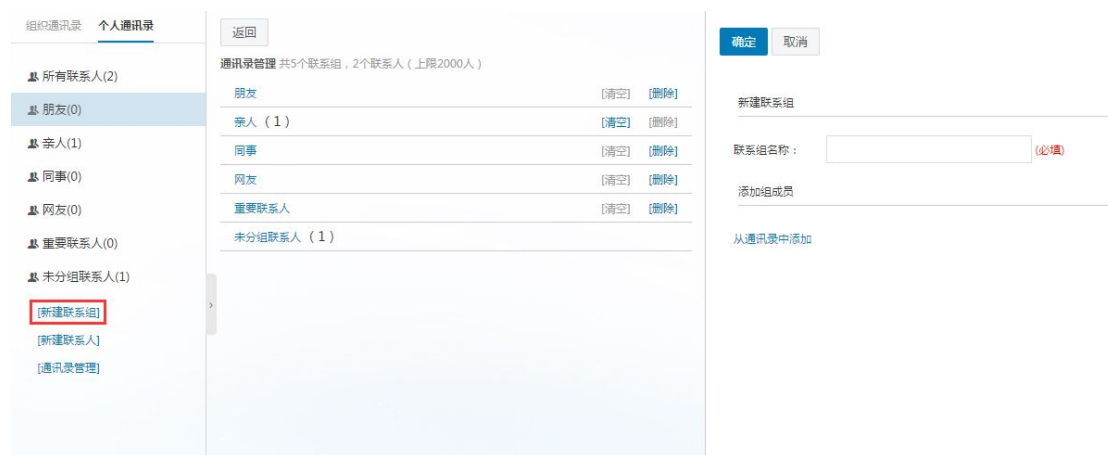 组织通讯录 个人通讯录
所有联系人(2)
朋友(0)
亲人(1)
同事(0)
网友(0)
重要联系人(0)
未分组联系人(1)
[新建联系组]
[新建联系人]
[通讯录管理]
返回
通讯录管理 共5个联系组，2个联系人（上限2000人）
朋友 [清空] [删除]
亲人（1） [清空] [删除]
同事 [清空] [删除]
网友 [清空] [删除]
重要联系人 [清空] [删除]
未分组联系人（1）
确定 取消
新建联系组
联系组名称： (必填)
添加组成员
从通讯录中添加